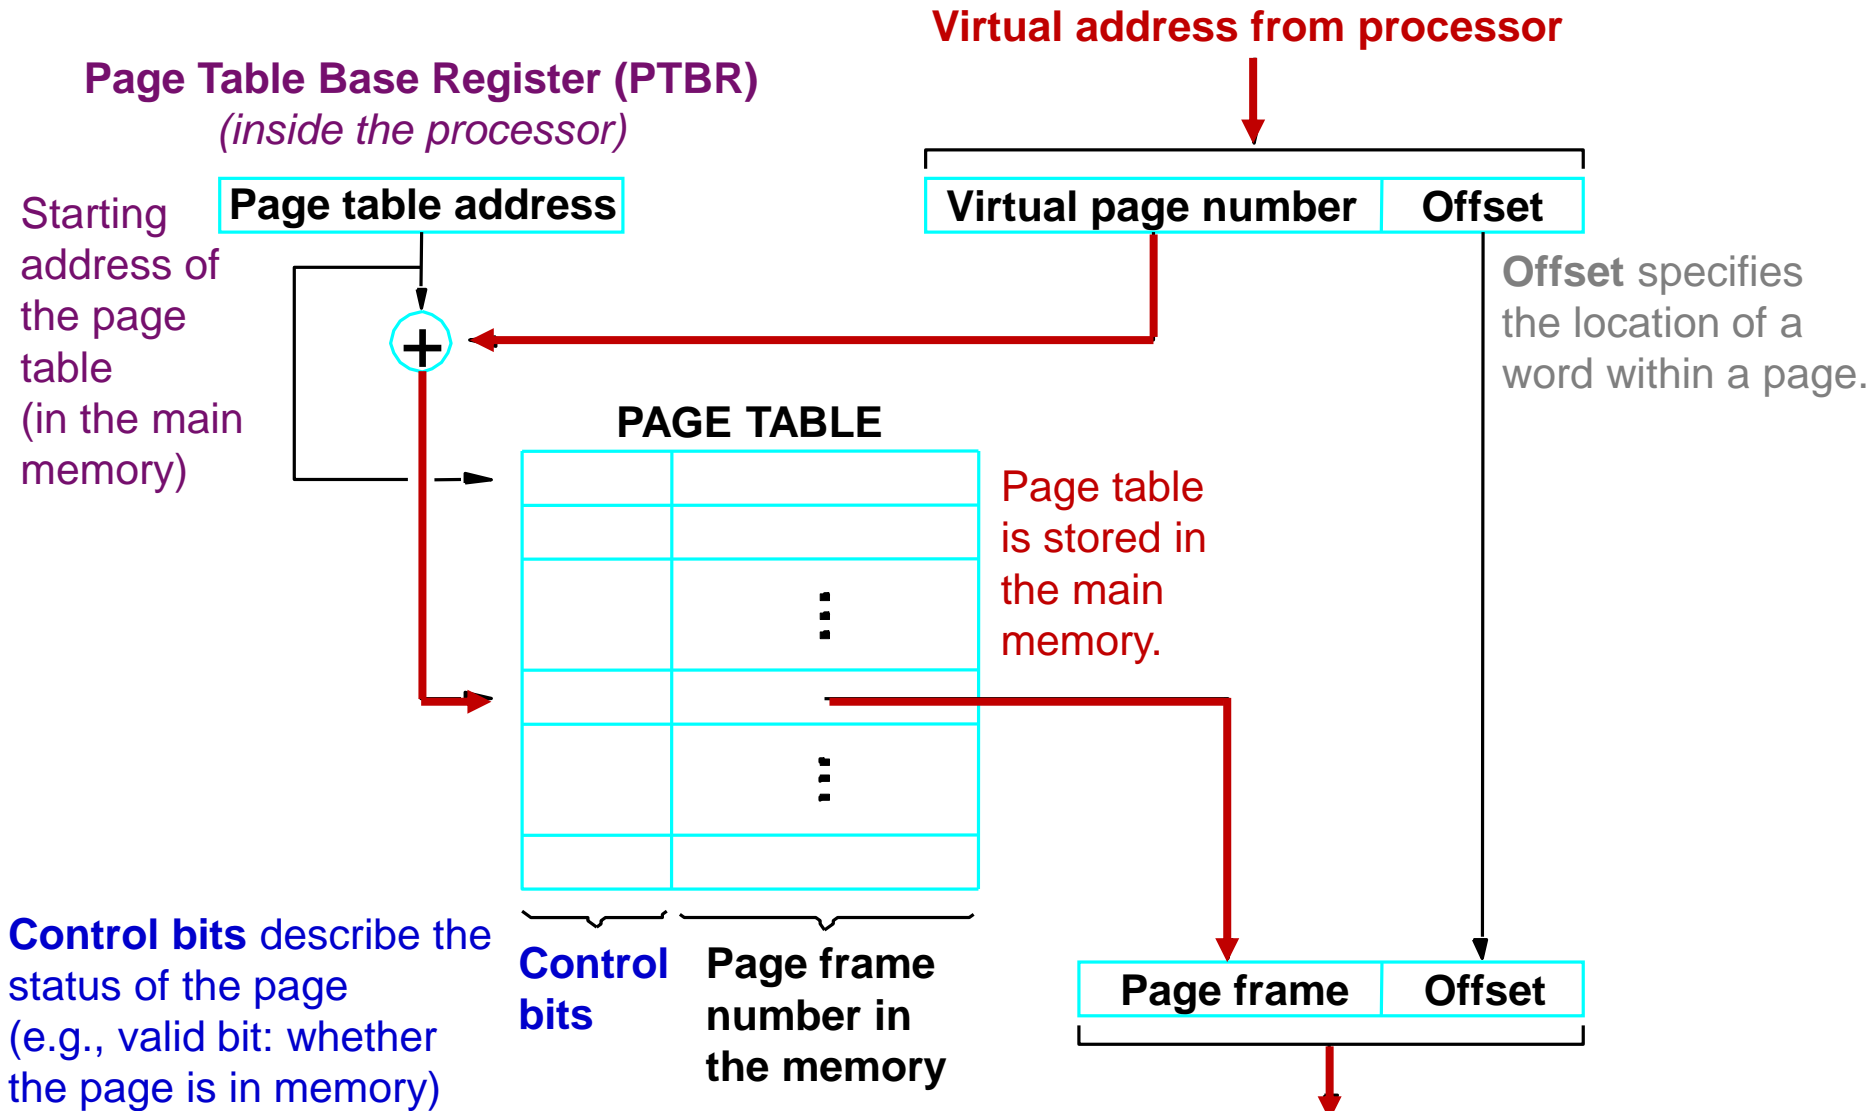 Virtual address from processor
Page Table Base Register (PTBR)
(inside the processor)
Page table address
Virtual page number
Offset
Starting
address of
the page
table
(in the main
memory)
Offset specifies
the location of a
word within a page.
+
PAGE TABLE
Page table
is stored in
the main
memory.
Control bits describe the
status of the page
(e.g., valid bit: whether
the page is in memory)
Control
bits
Page frame
number in
the memory
Page frame
Offset